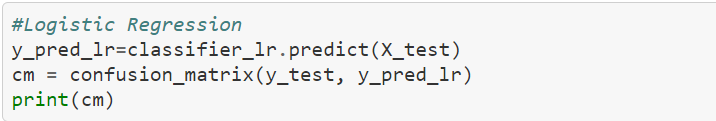 #Logistic Regression
y_pred_lr=classifier_lr.predict(X_test)
cm = confusion_matrix(y_test, y_pred_lr)
print(cm)